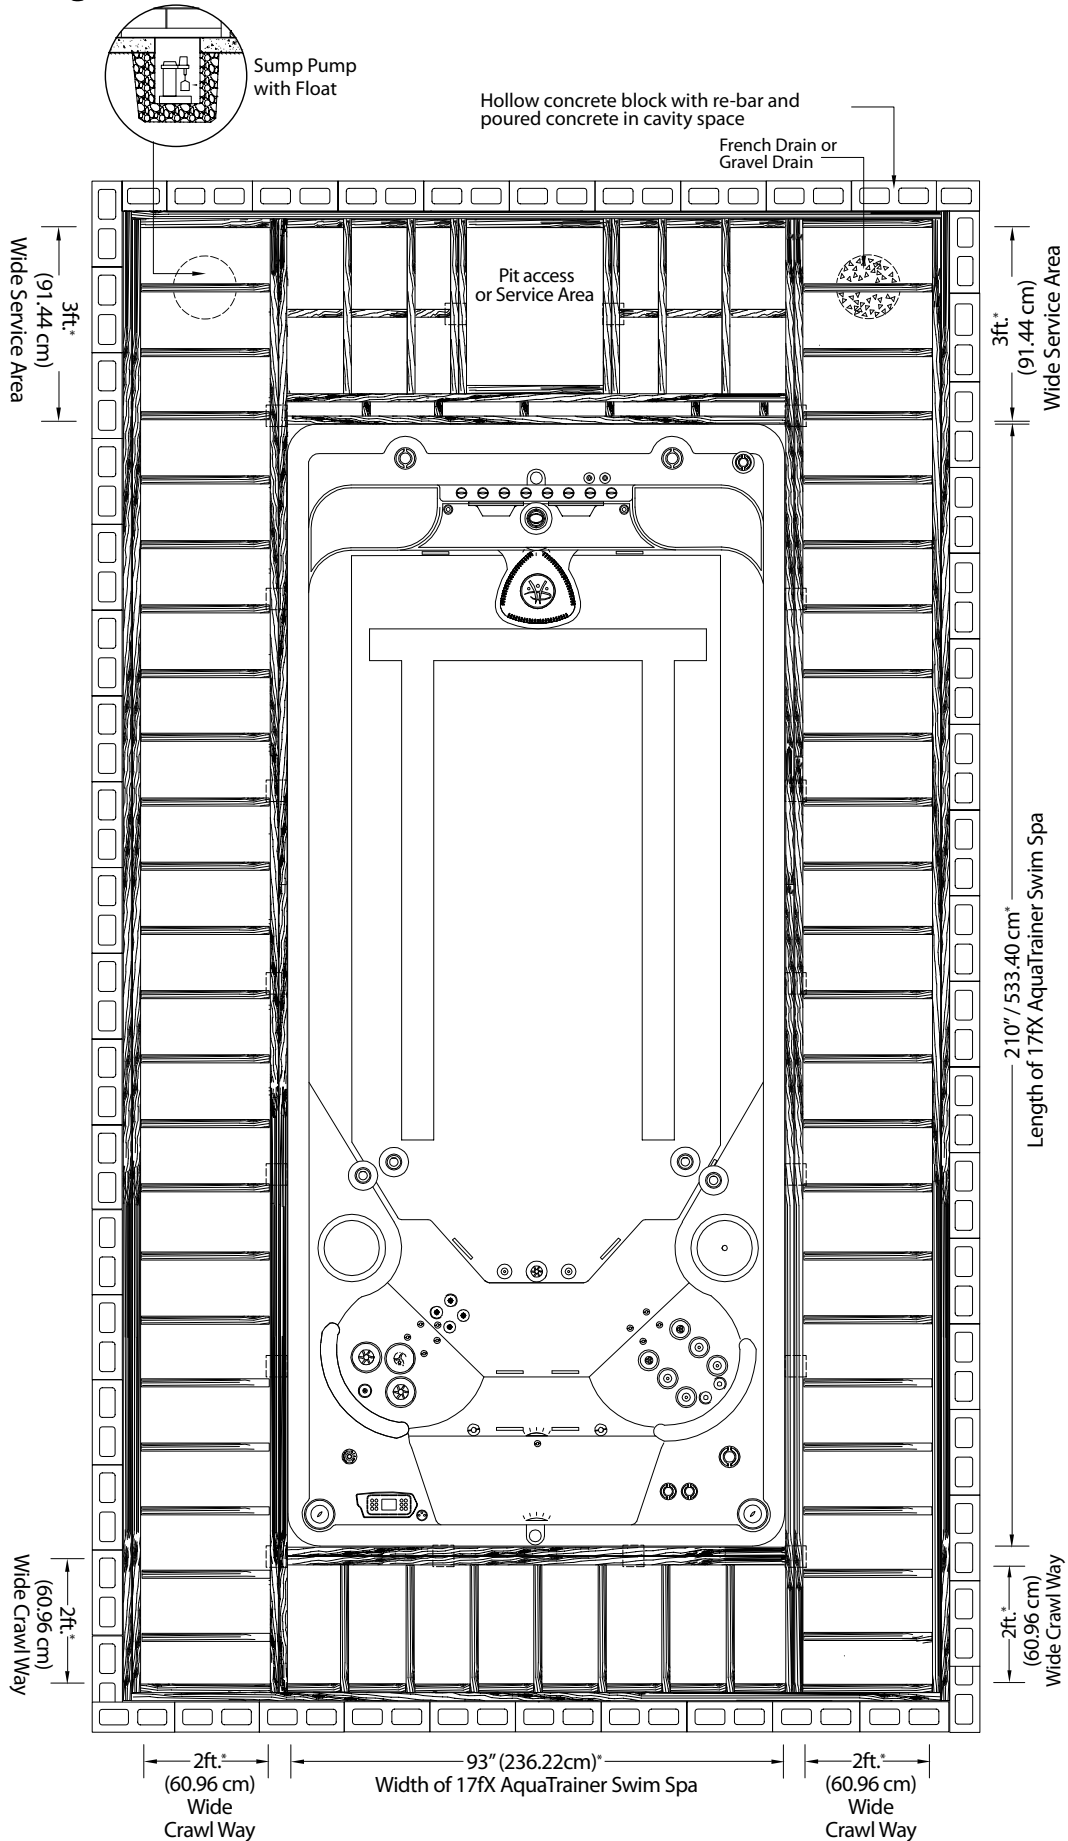 Sump Pump
with Float
Hollow concrete block with re-bar and
poured concrete in cavity space
French Drain or
Gravel Drain
3ft.*
(91.44 cm)
Wide Service Area
Pit access
or Service Area
3ft.*
(91.44 cm)
Wide Service Area
210” / 533.40 cm*
Length of 17fX AquaTrainer Swim Spa
2ft.*
(60.96 cm)
Wide Crawl Way
2ft.*
(60.96 cm)
Wide Crawl Way
2ft.*
(60.96 cm)
Wide
Crawl Way
93” (236.22cm)*
Width of 17fX AquaTrainer Swim Spa
2ft.*
(60.96 cm)
Wide
Crawl Way